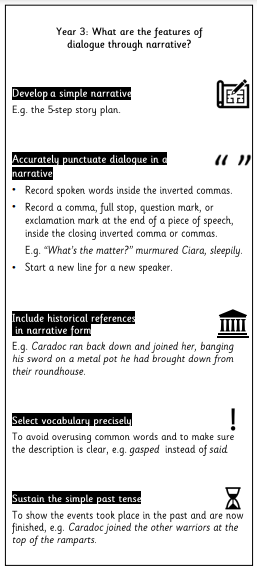 Year 3: What are the features of
dialogue through narrative?
Develop a simple narrative
E.g. the 5-step story plan.
Accurately punctuate dialogue in a
narrative
“ ”
• Record spoken words inside the inverted commas.
• Record a comma, full stop, question mark, or
exclamation mark at the end of a piece of speech,
inside the closing inverted comma or commas.
E.g. “What’s the matter?” murmured Ciara, sleepily.
• Start a new line for a new speaker.
Include historical references
in narrative form
E.g. Caradoc ran back down and joined her, banging
his sword on a metal pot he had brought down from
their roundhouse.
Select vocabulary precisely
!
To avoid overusing common words and to make sure
the description is clear, e.g. gasped instead of said.
Sustain the simple past tense
To show the events took place in the past and are now
finished, e.g. Caradoc joined the other warriors at the
top of the ramparts.